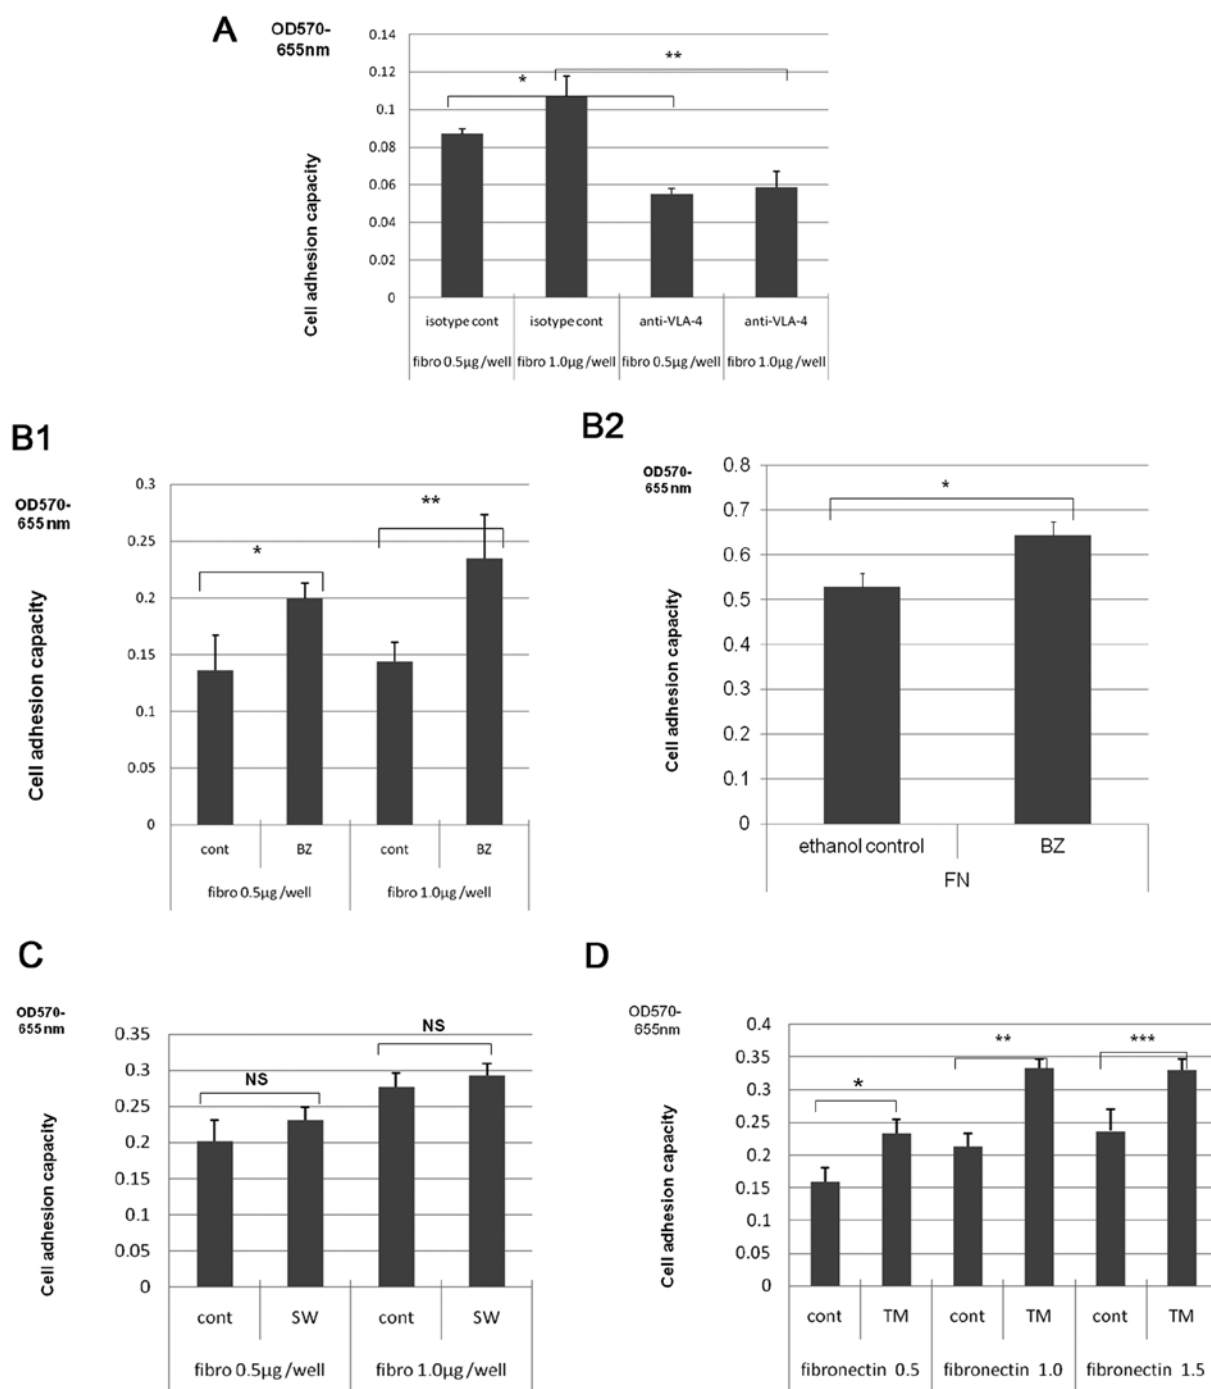 A
OD570-
655nm
Cell adhesion capacity
0.14
0.12
0.1
0.08
0.06
0.04
0.02
0
*
**
isotype cont isotype cont anti-VLA-4 anti-VLA-4
fibro 0.5µg/well fibro 1.0µg/well fibro 0.5µg/well fibro 1.0µg/well
B1
OD570-
655nm
Cell adhesion capacity
0.3
0.25
0.2
0.15
0.1
0.05
0
*
**
cont BZ cont BZ
fibro 0.5µg/well fibro 1.0µg/well
B2
OD570-
655nm
Cell adhesion capacity
0.8
0.7
0.6
0.5
0.4
0.3
0.2
0.1
0
*
ethanol control BZ
FN
C
OD570-
655nm
Cell adhesion capacity
0.35
0.3
0.25
0.2
0.15
0.1
0.05
0
NS
NS
cont SW cont SW
fibro 0.5µg/well fibro 1.0µg/well
D
OD570-
655nm
Cell adhesion capacity
0.4
0.35
0.3
0.25
0.2
0.15
0.1
0.05
0
*
**
***
cont TM cont TM cont TM
fibronectin 0.5 fibronectin 1.0 fibronectin 1.5